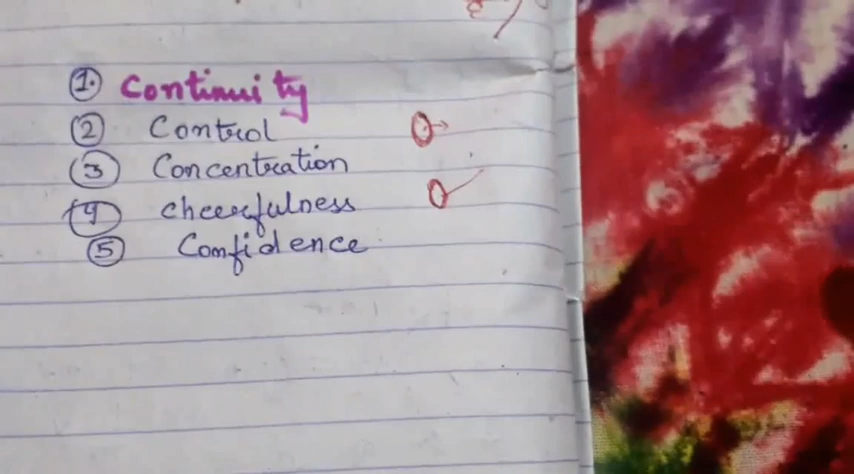 1. Continuity
2 Control
3 Concentration
4 cheerfulness
5 Confidence